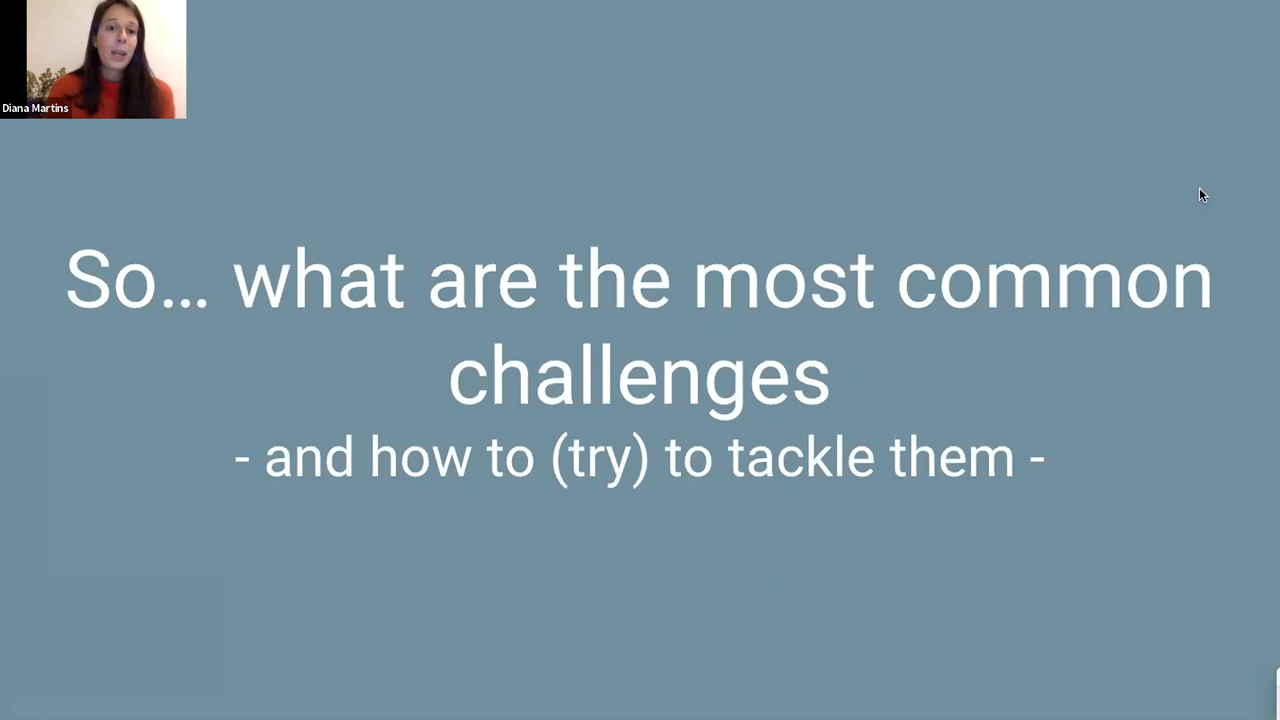 Diana Martins
So... what are the most common
challenges
- and how to (try) to tackle them -